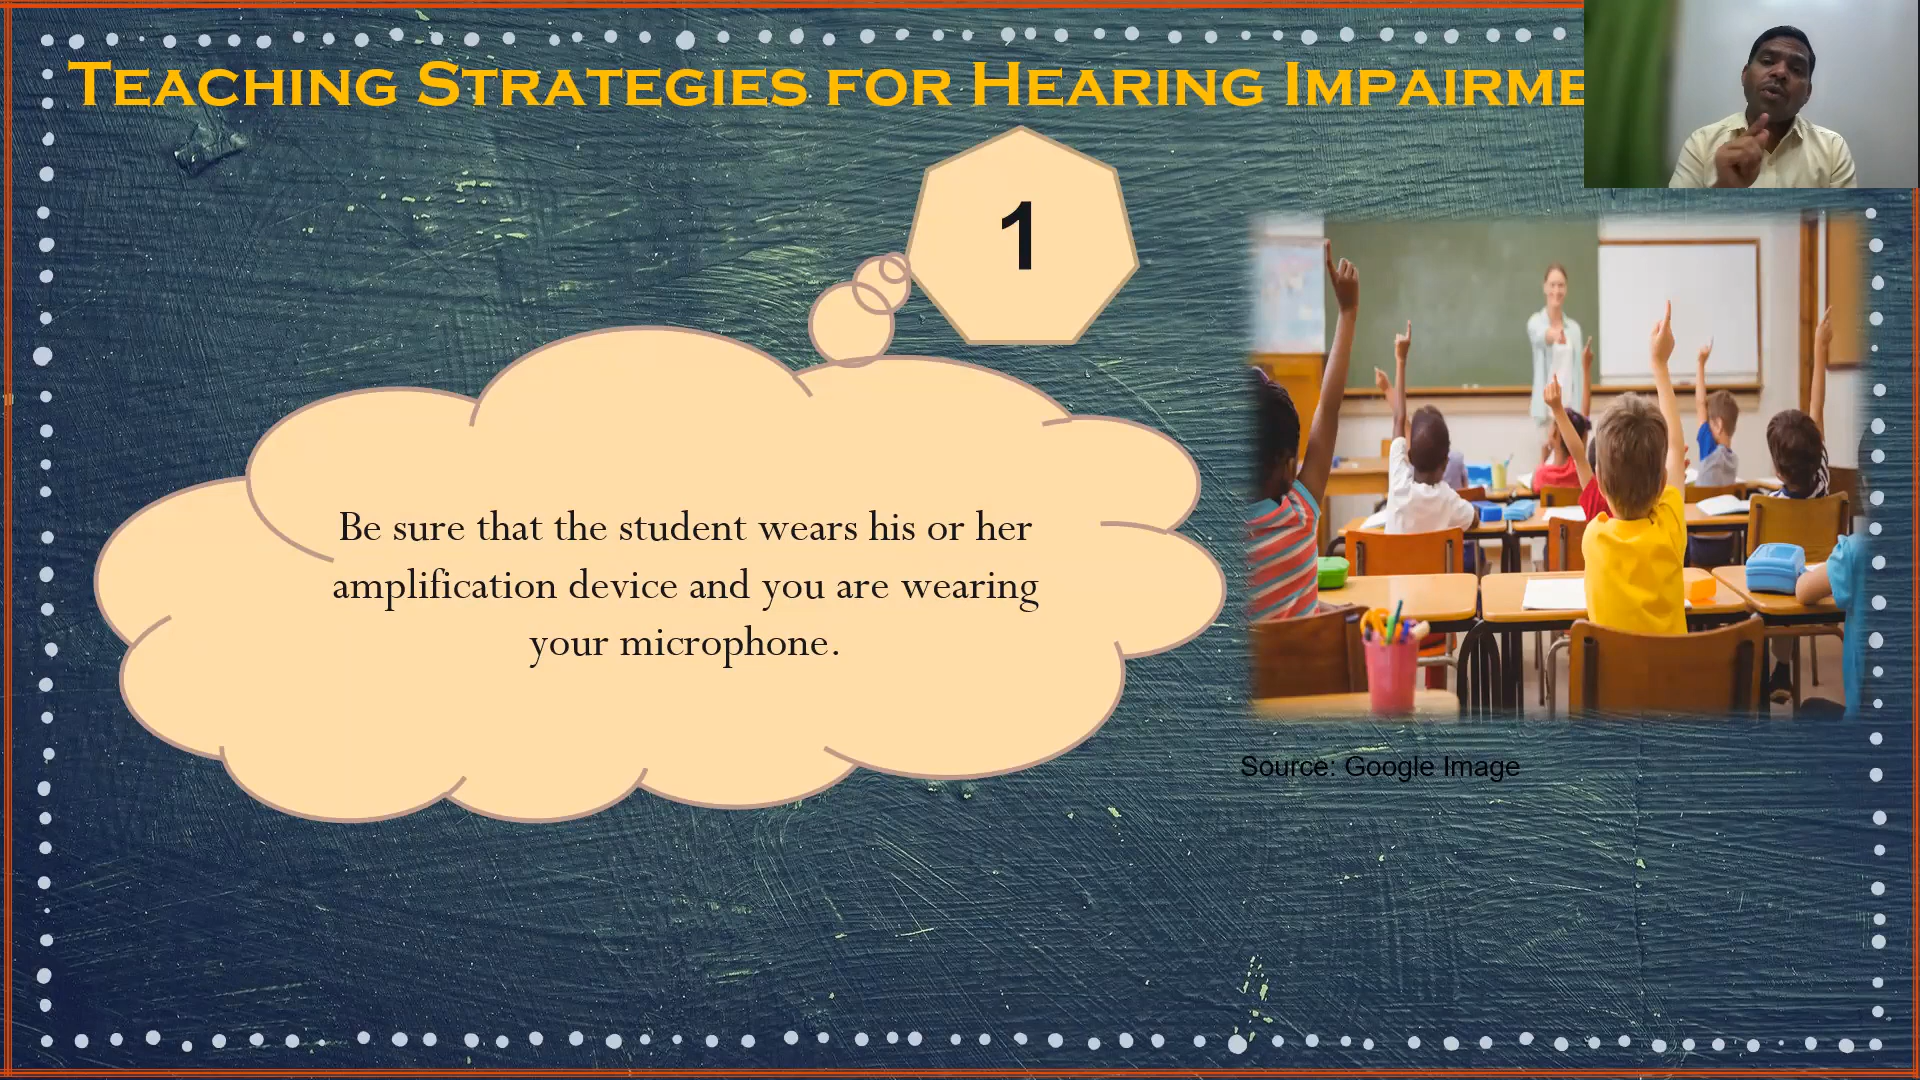 TEACHING STRATEGIES FOR HEARING
1
Be sure that the student wears his or her
amplification device and you are wearing
your microphone.
Source: Google Image